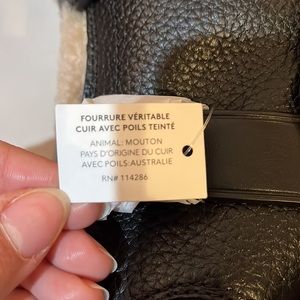 FOURRURE VÉRITABLE
CUIR AVEC POILS TEINTÉ
ANIMAL: MOUTON
PAYS D'ORIGINE DU CUIR
AVEC POILS: AUSTRALIE
RN# 114286